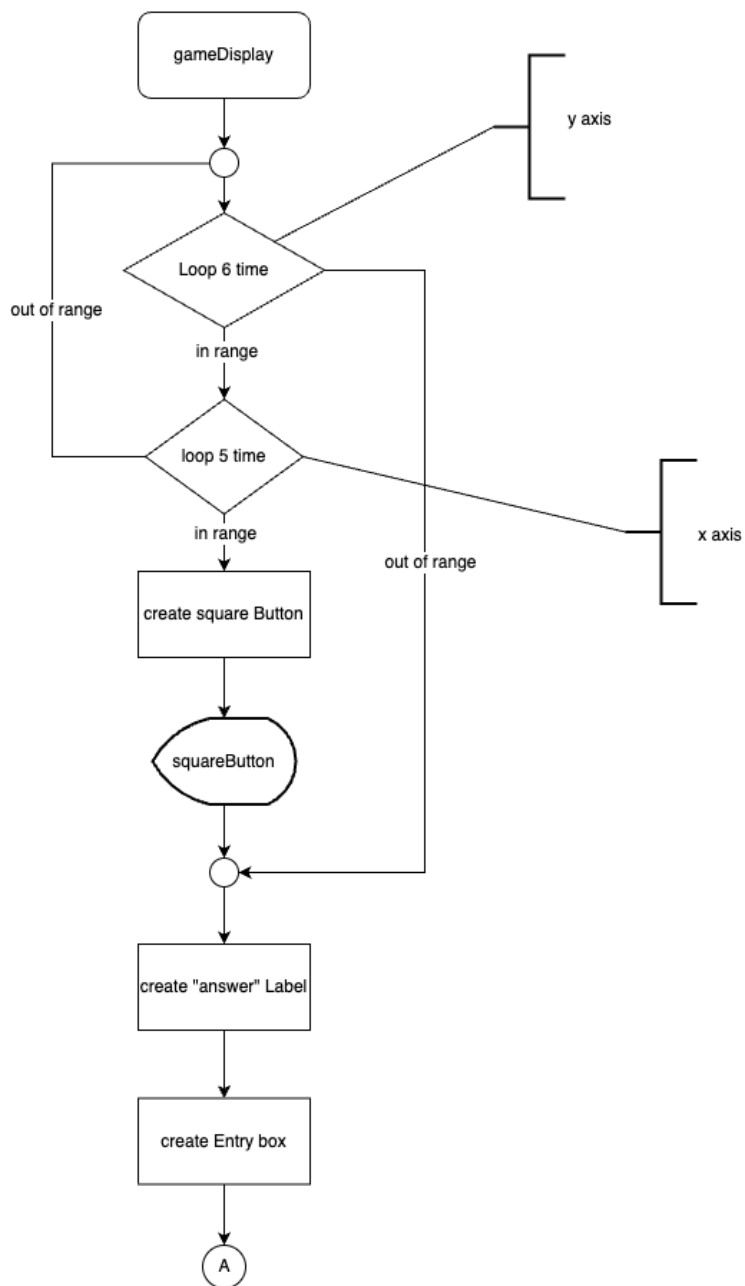 gameDisplay
y axis
Loop 6 time
out of range
in range
loop 5 time
x axis
in range
out of range
create square Button
squareButton
create "answer" Label
create Entry box
A